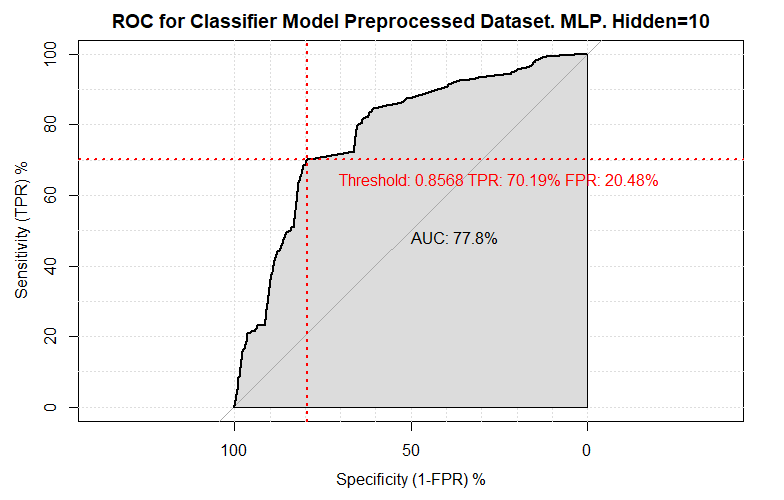 ROC for Classifier Model Preprocessed Dataset. MLP. Hidden=10
100
80
60
40
20
0
Sensitivity (TPR) %
Threshold: 0.8568 TPR: 70.19% FPR: 20.48%
AUC: 77.8%
100 50 0
Specificity (1-FPR) %